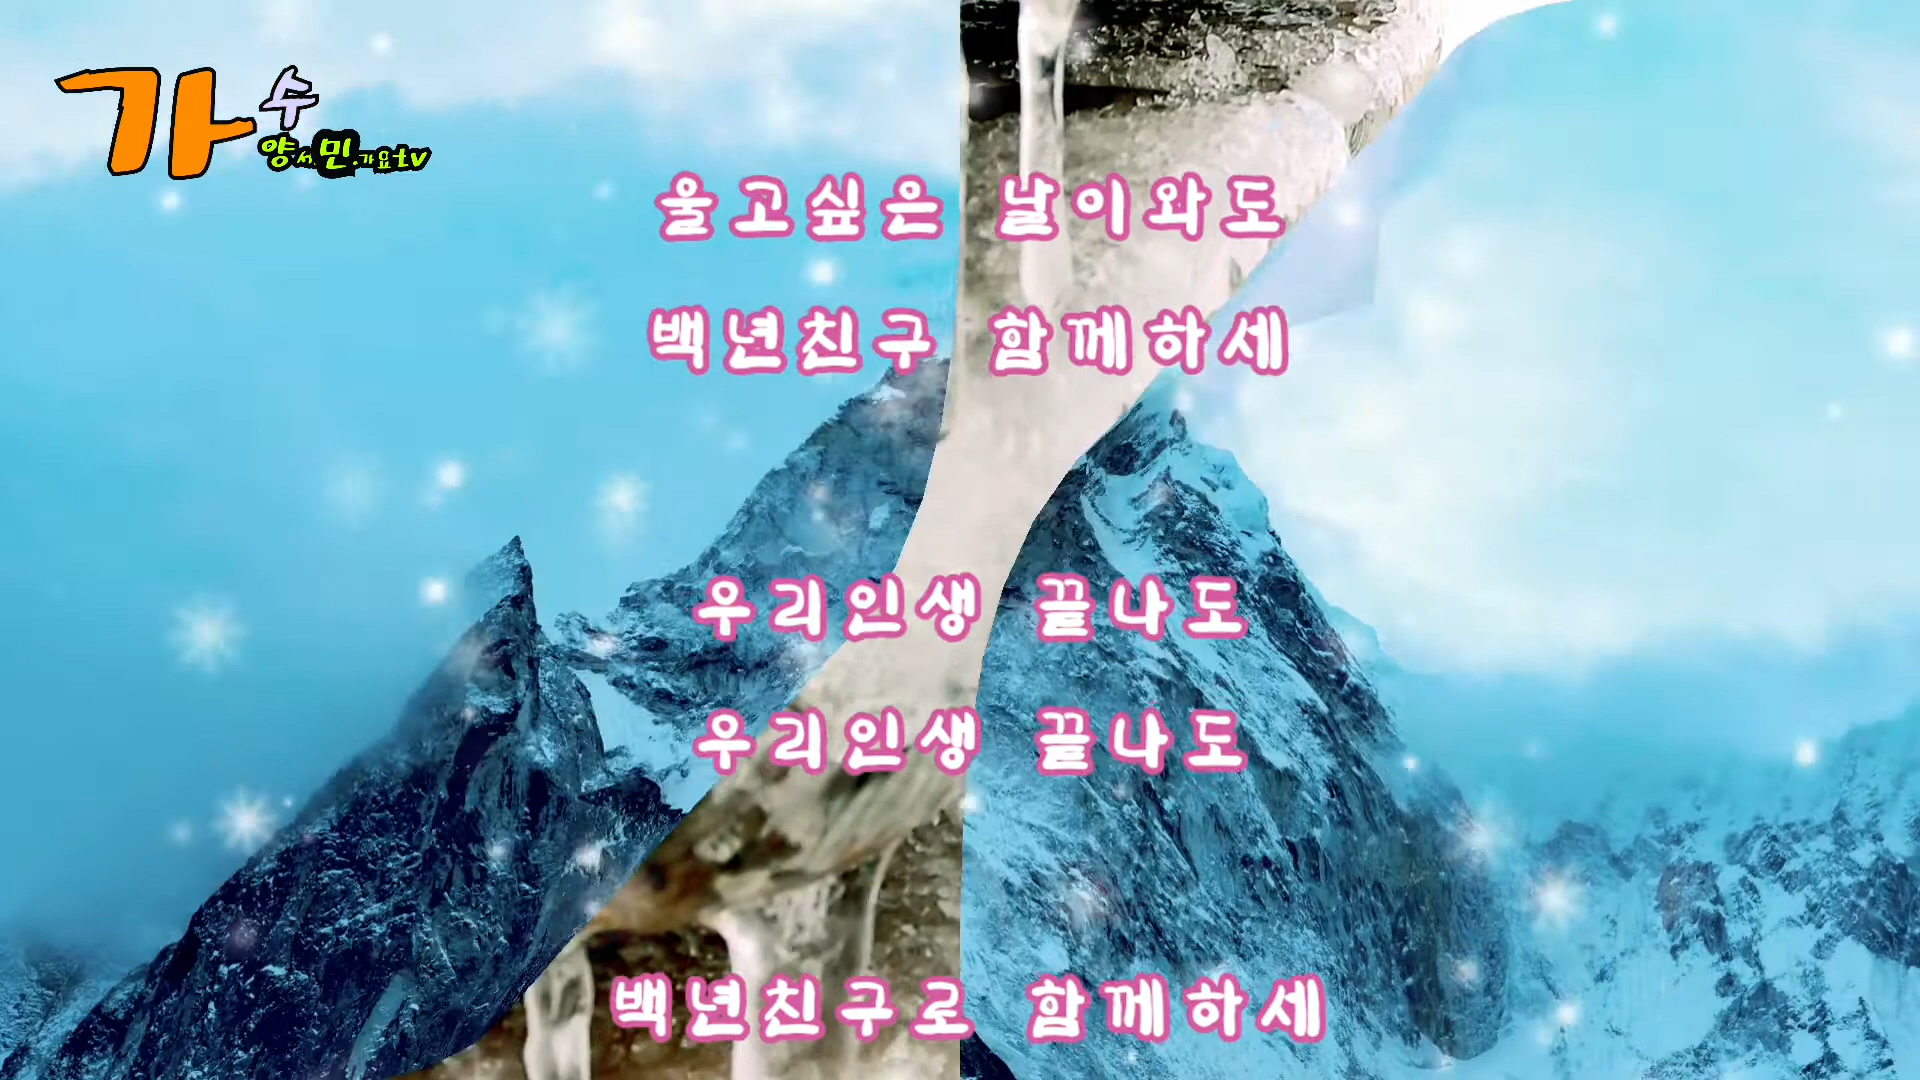 가수
양서민가요tv
울고싶은 날이와도
백년친구 함께하세
우리인생 끝나도
우리인생 끝나도
백년친구로 함께하세